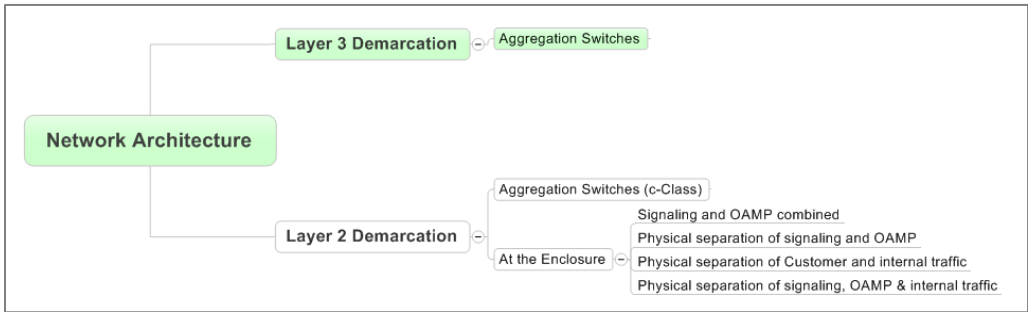 Network Architecture
Layer 3 Demarcation
Aggregation Switches
Layer 2 Demarcation
Aggregation Switches (c-Class)
At the Enclosure
Signaling and OAMP combined
Physical separation of signaling and OAMP
Physical separation of Customer and internal traffic
Physical separation of signaling, OAMP & internal traffic